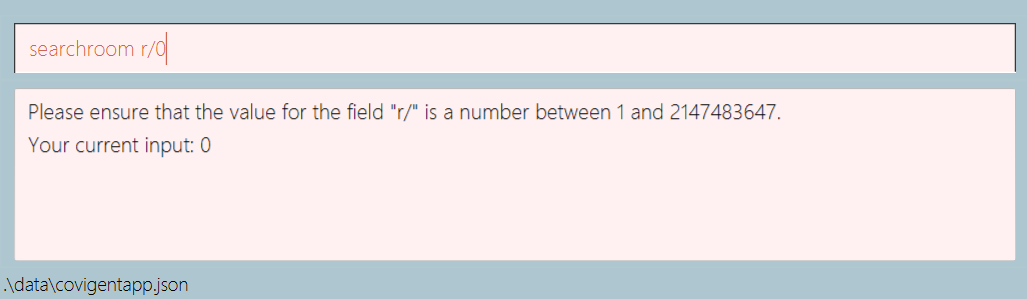 searchroom r/0
Please ensure that the value for the field "r/" is a number between 1 and 2147483647.
Your current input: 0
.\data\covigentapp.json